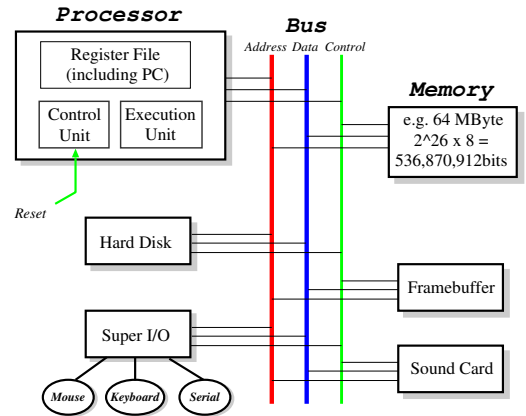 Processor
Bus
Address Data Control
Register File
(including PC)
Control
Unit
Execution
Unit
Reset
Memory
e.g. 64 MByte
2^26 x 8 =
536,870,912bits
Hard Disk
Framebuffer
Super I/O
Sound Card
Mouse
Keyboard
Serial